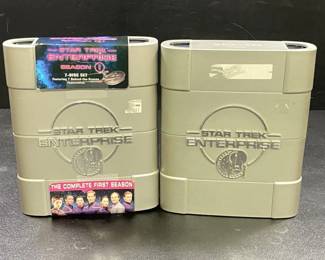 STAR TREK
ENTERPRISE
SEASON 1
7-DISC SET
STAR TREK
ENTERPRISE
THE COMPLETE FIRST SEASON
STAR TREK
ENTERPRISE